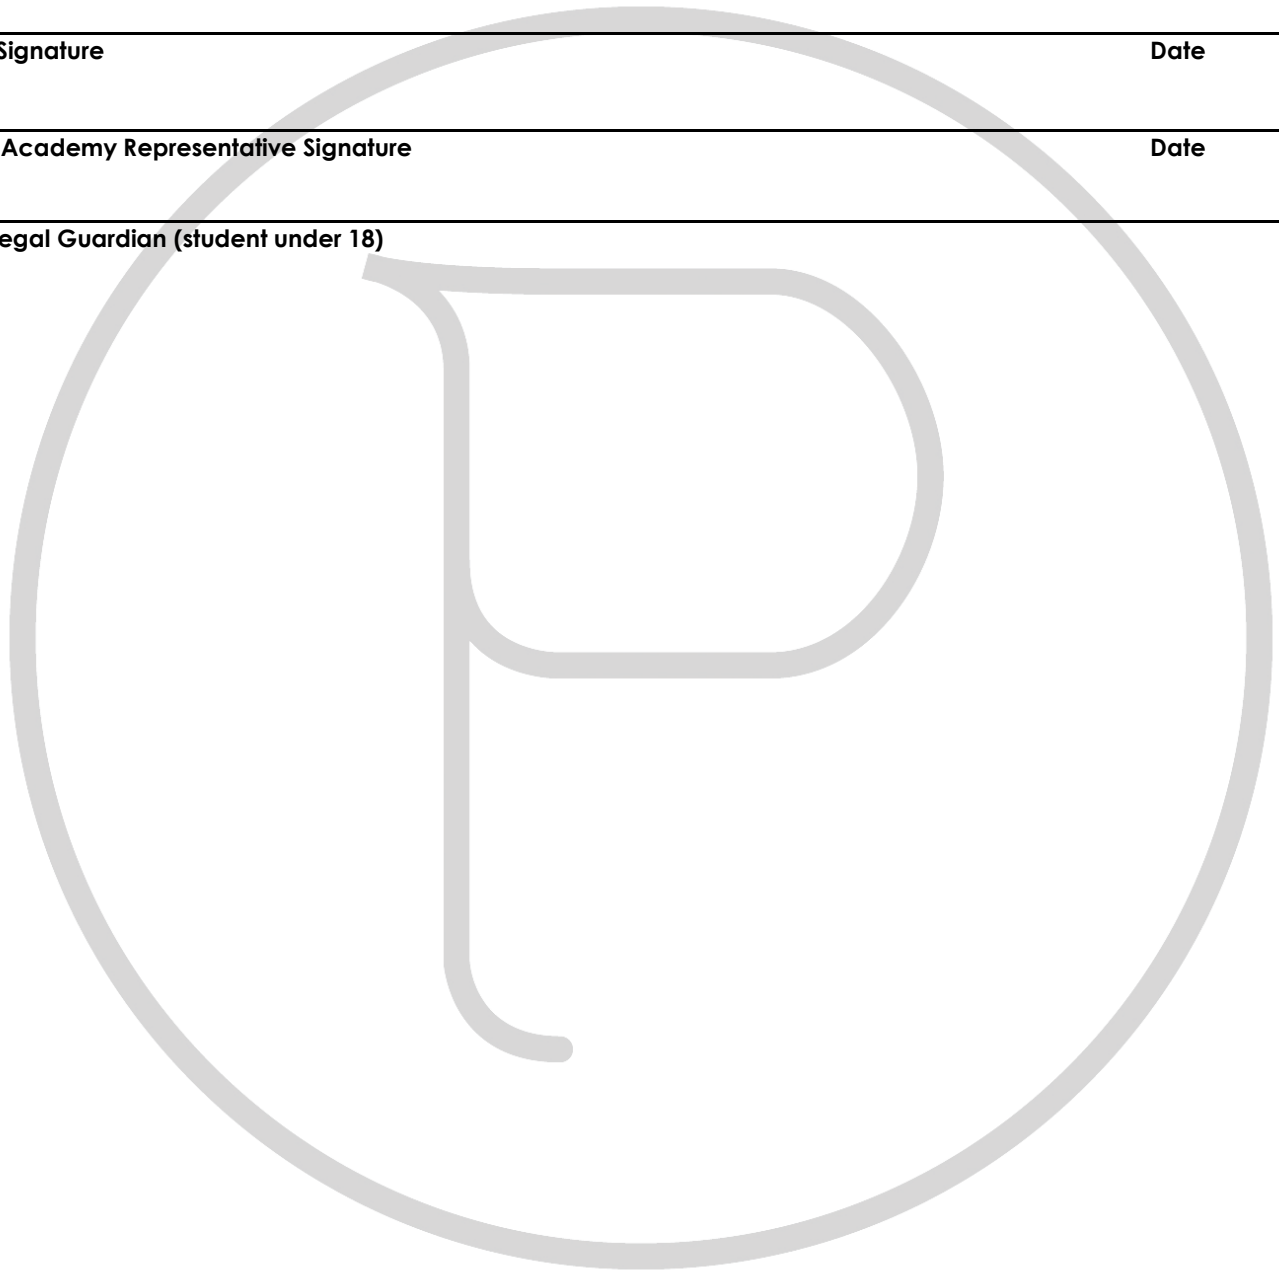 Signature Date
Academy Representative Signature Date
egal Guardian (student under 18)
P